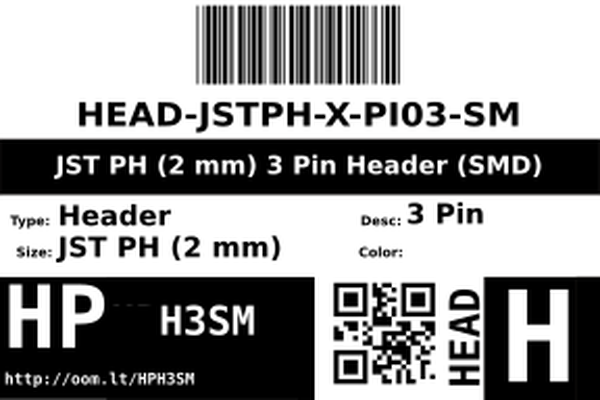 HEAD-JSTPH-X-PI03-SM
JST PH (2 mm) 3 Pin Header (SMD)
Type: Header
Desc: 3 Pin
Size: JST PH (2 mm)
Color:
HP
H3SM
http://oom.lt/HPH3SM
HEAD
H